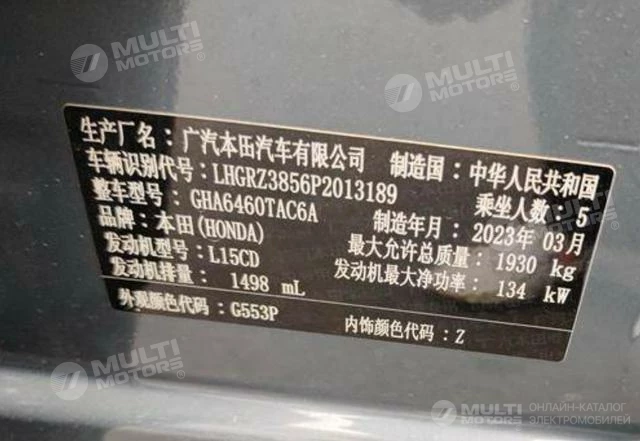 MULTI MOTORS
MULTI MOTORS
生产厂名：广汽本田汽车有限公司 制造国：中华人民共和国
车辆识别代号：LHGRZ3856P2013189 乘坐人数：5
整车型号：GHA6460TAC6A 制造年月：2023年 03月
品牌：本田(HONDA) 最大允许总质量：1930 kg
发动机型号：L15CD 发动机最大净功率：134 kW
发动机排量：1498 mL
外观颜色代码：G553P 内饰颜色代码：Z
MULTI MOTORS
MULTI MOTORS ОНЛАЙН-КАТАЛОГ ЭЛЕКТРОМОБИЛЕЙ